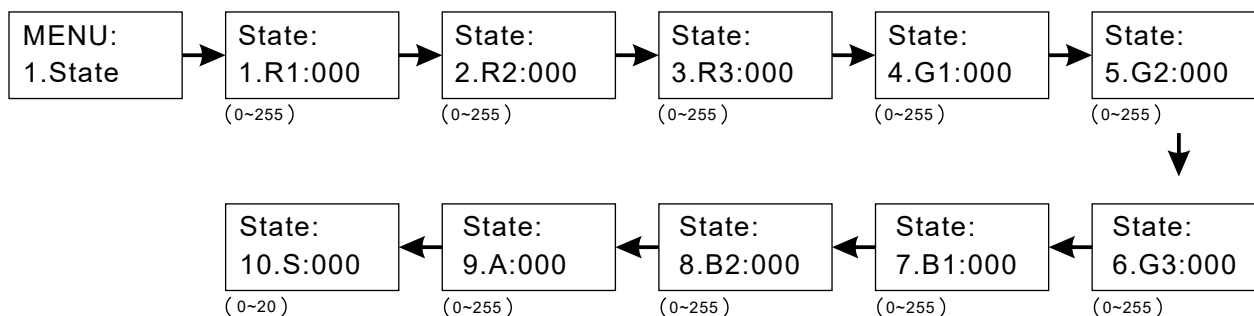 MENU:
1.State
State:
1.R1:000
(0~255)
State:
2.R2:000
(0~255)
State:
3.R3:000
(0~255)
State:
4.G1:000
(0~255)
State:
5.G2:000
(0~255)
State:
6.G3:000
(0~255)
State:
7.B1:000
(0~255)
State:
8.B2:000
(0~255)
State:
9.A:000
(0~255)
State:
10.S:000
(0~20)